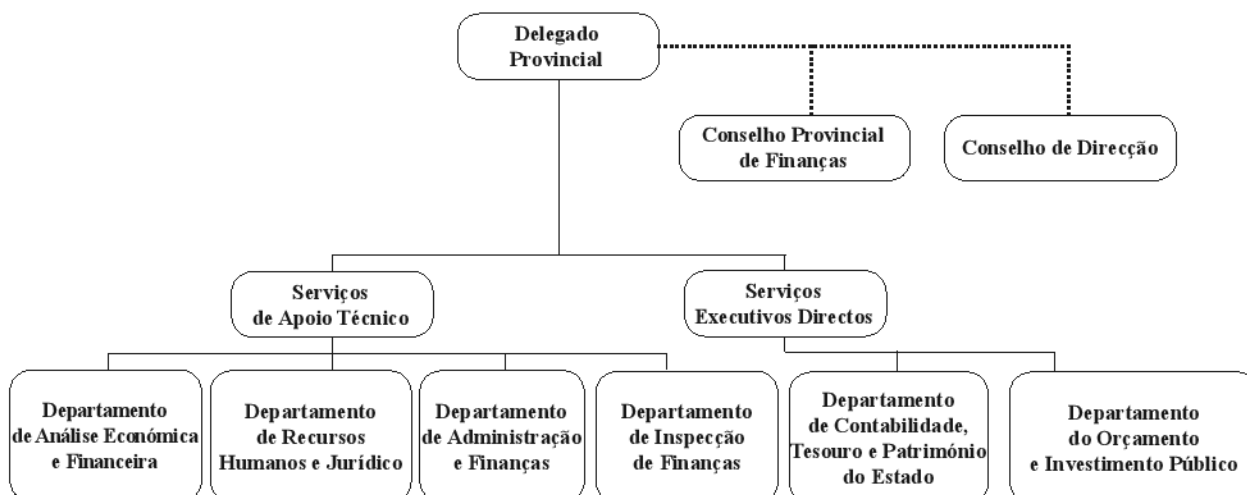 Delegado
Provincial
Conselho Provincial
de Finanças
Conselho de Direcção
Serviços
de Apoio Técnico
Serviços
Executivos Directos
Departamento
de Análise Económica
e Financeira
Departamento
de Recursos
Humanos e Jurídico
Departamento
de Administração
e Finanças
Departamento
de Inspecção
de Finanças
Departamento
de Contabilidade,
Tesouro e Património
do Estado
Departamento
do Orçamento
e Investimento Público